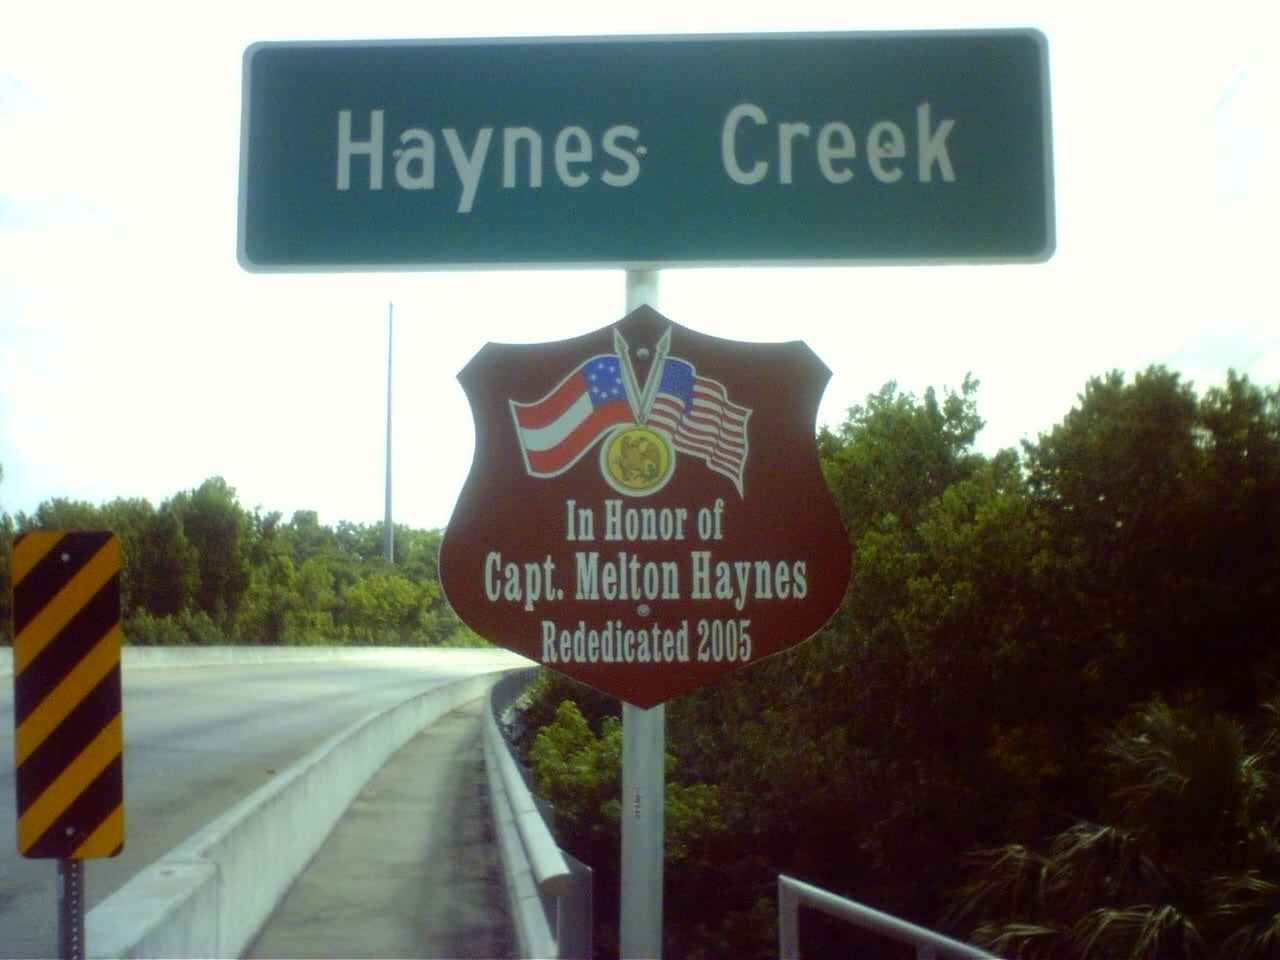 Haynes Creek
In Honor of
Capt. Melton Haynes
Rededicated 2005